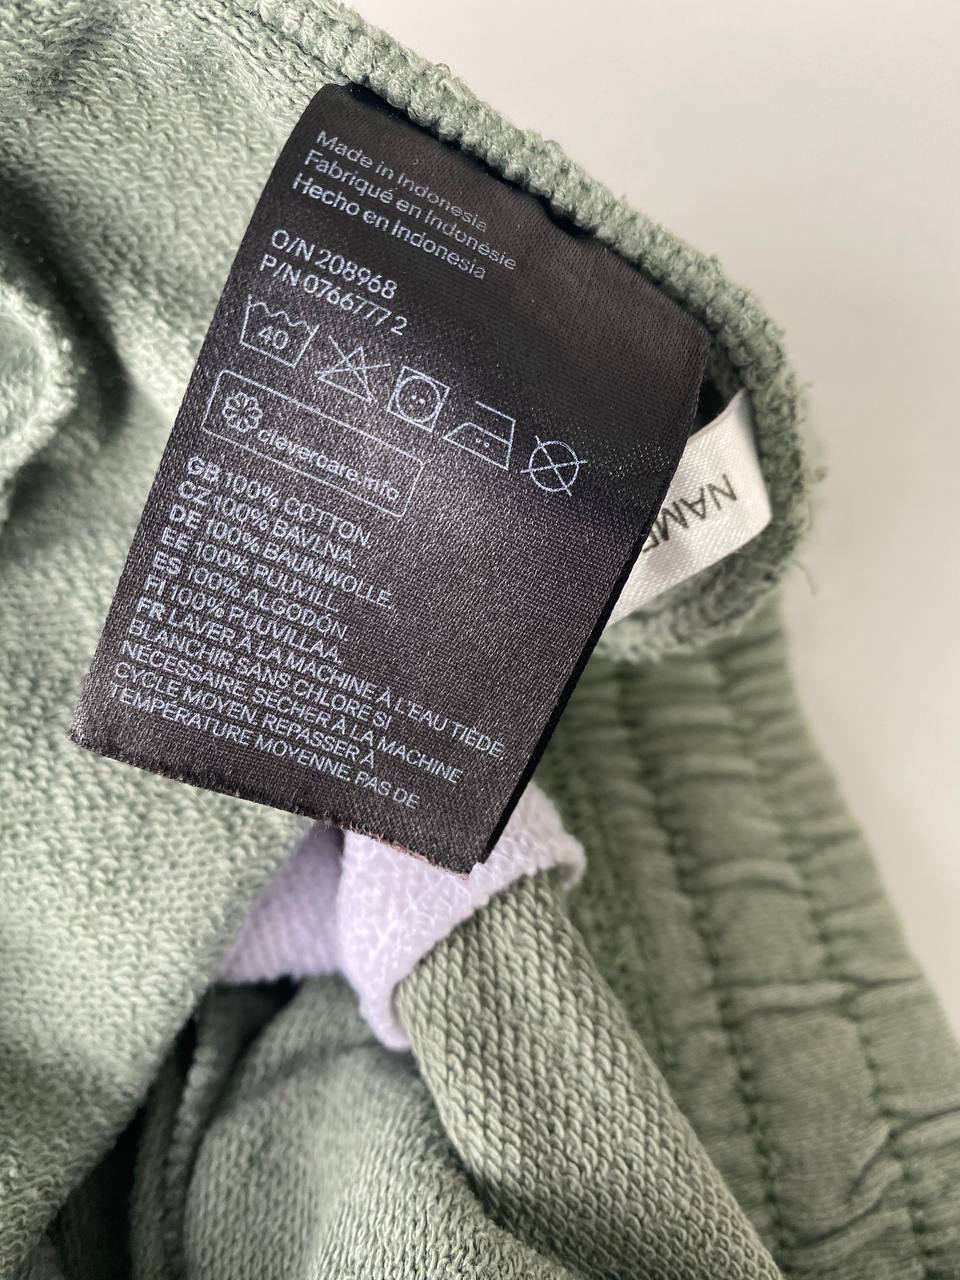 Made in Indonesia
Fabriqué en Indonésie
Hecho en Indonesia
O/N 208968
P/N 0766777 2
40
clevercare.info
GB 100% COTTON.
CZ 100% BAVLNA.
DE 100% BAUMWOLLE.
EE 100% PUUVILL.
ES 100% ALGODÓN.
FI 100% PUUVILLAA.
FR LAVER À LA MACHINE À L'EAU TIÈDE.
BLANCHIR SANS CHLORE SI
NÉCESSAIRE. SÉCHER À LA MACHINE
CYCLE MOYEN. REPASSER À
TEMPÉRATURE MOYENNE. PAS DE
NAME